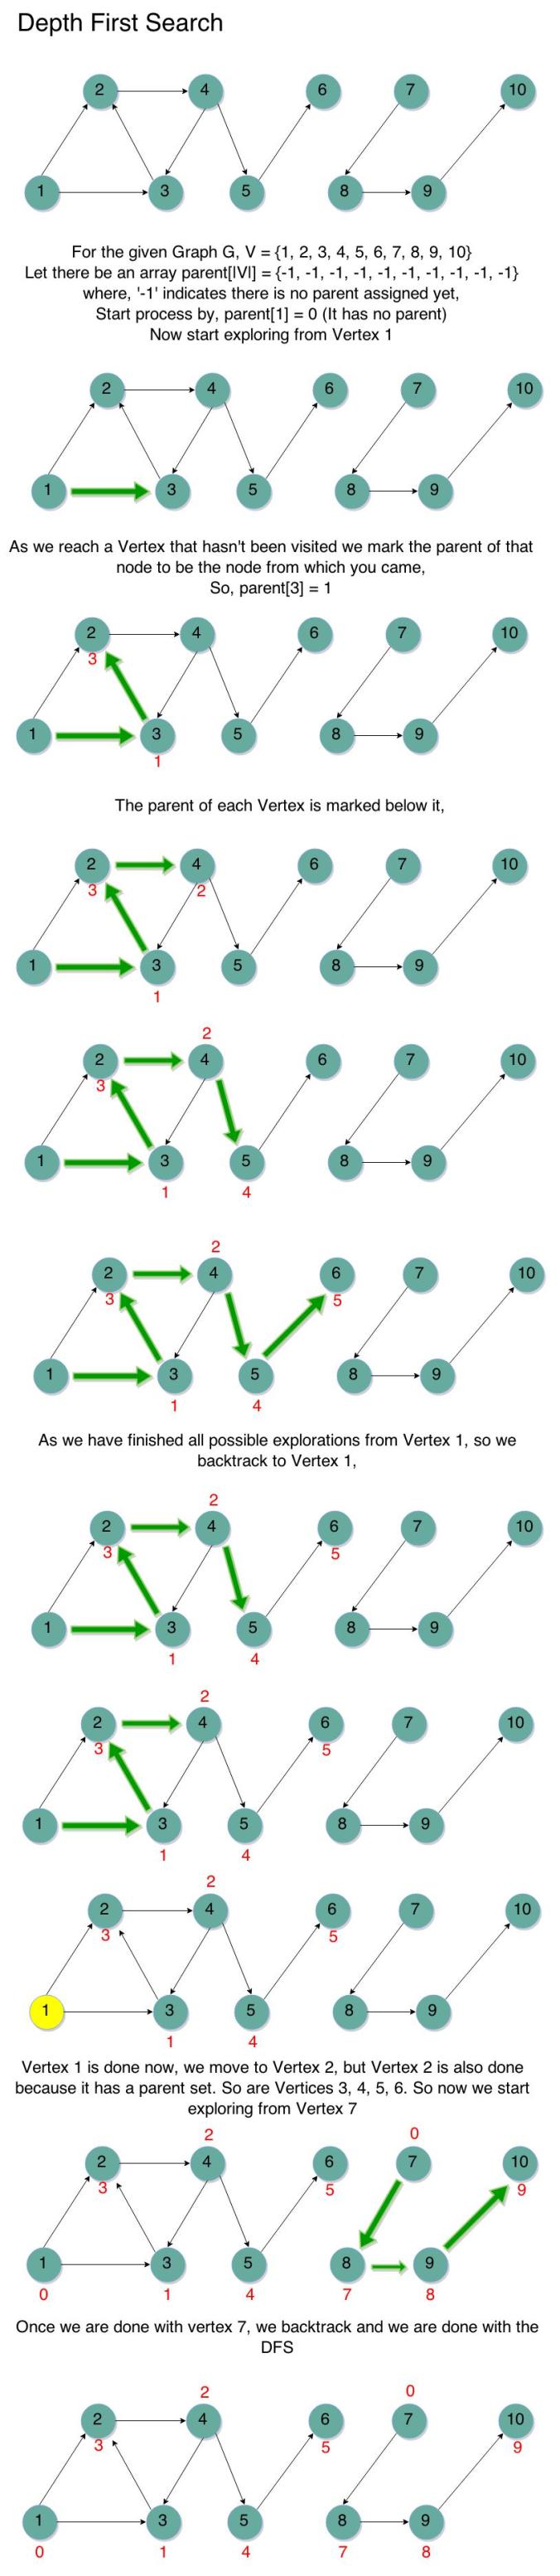 Depth First Search
2 4 6 7 10
1 3 5 8 9
For the given Graph G, V = {1, 2, 3, 4, 5, 6, 7, 8, 9, 10}
Let there be an array parent[|V|] = {-1, -1, -1, -1, -1, -1, -1, -1, -1, -1}
where, '-1' indicates there is no parent assigned yet,
Start process by, parent[1] = 0 (It has no parent)
Now start exploring from Vertex 1
2 4 6 7 10
1 3 5 8 9
As we reach a Vertex that hasn't been visited we mark the parent of that
node to be the node from which you came,
So, parent[3] = 1
2 4 6 7 10
3
1 3 5 8 9
1
The parent of each Vertex is marked below it,
2 4 6 7 10
3 2
1 3 5 8 9
1
2
2 4 6 7 10
3
1 3 5 8 9
1 4
2
2 4 6 7 10
3 5
1 3 5 8 9
1 4
As we have finished all possible explorations from Vertex 1, so we
backtrack to Vertex 1,
2
2 4 6 7 10
3 5
1 3 5 8 9
1 4
2
2 4 6 7 10
3 5
1 3 5 8 9
1 4
2
2 4 6 7 10
3 5
1 3 5 8 9
1 4
Vertex 1 is done now, we move to Vertex 2, but Vertex 2 is also done
because it has a parent set. So are Vertices 3, 4, 5, 6. So now we start
exploring from Vertex 7
2 0
2 4 6 7 10
3 5 9
1 3 5 8 9
0 1 4 7 8
Once we are done with vertex 7, we backtrack and we are done with the
DFS
2 0
2 4 6 7 10
3 5 9
1 3 5 8 9
0 1 4 7 8